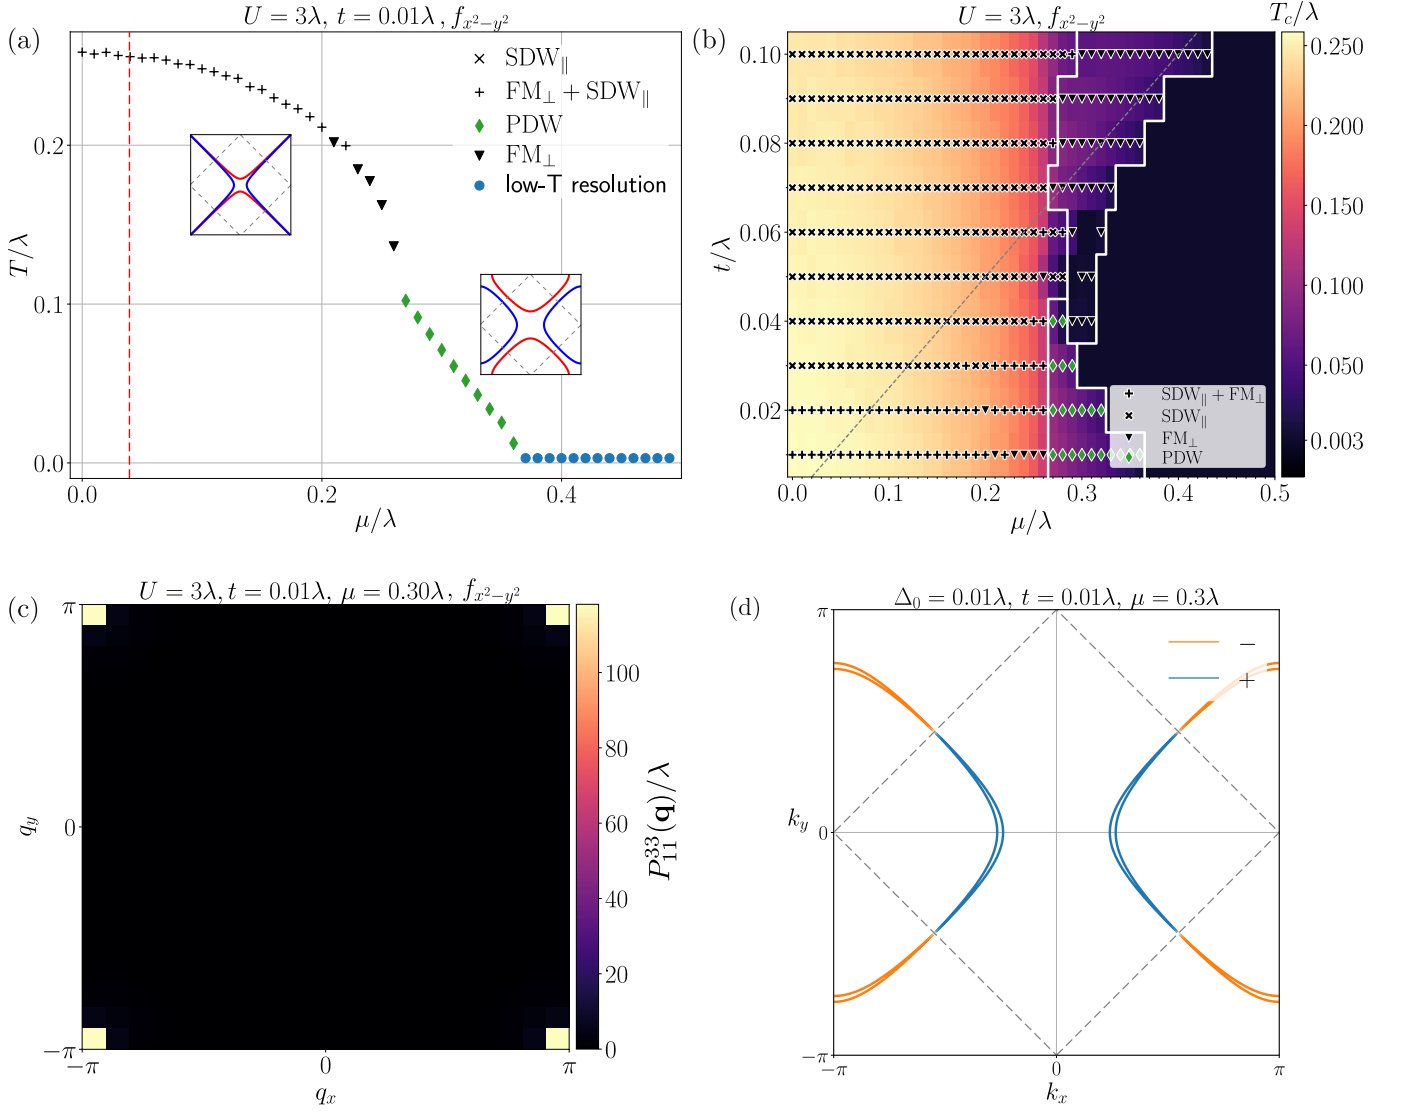 (a)
U = 3λ, t = 0.01λ, f_{x²−y²}
SDW_∥
FM_⊥ + SDW_∥
PDW
FM_⊥
low-T resolution
T/λ
0.2
0.1
0.0
0.0 0.2 0.4
μ/λ
(b)
U = 3λ, f_{x²−y²}
T_c/λ
t/λ
0.10
0.08
0.06
0.04
0.02
0.0 0.1 0.2 0.3 0.4 0.5
μ/λ
SDW_∥ + FM_⊥
SDW_∥
FM_⊥
PDW
0.250
0.200
0.150
0.100
0.050
0.003
(c)
U = 3λ, t = 0.01λ, μ = 0.30λ, f_{x²−y²}
π
0
−π
q_y
−π 0 π
q_x
100
80
60
40
20
0
P_{11}^{33}(q)/λ
(d)
Δ_0 = 0.01λ, t = 0.01λ, μ = 0.3λ
−
+
π
0
−π
k_y
−π 0 π
k_x